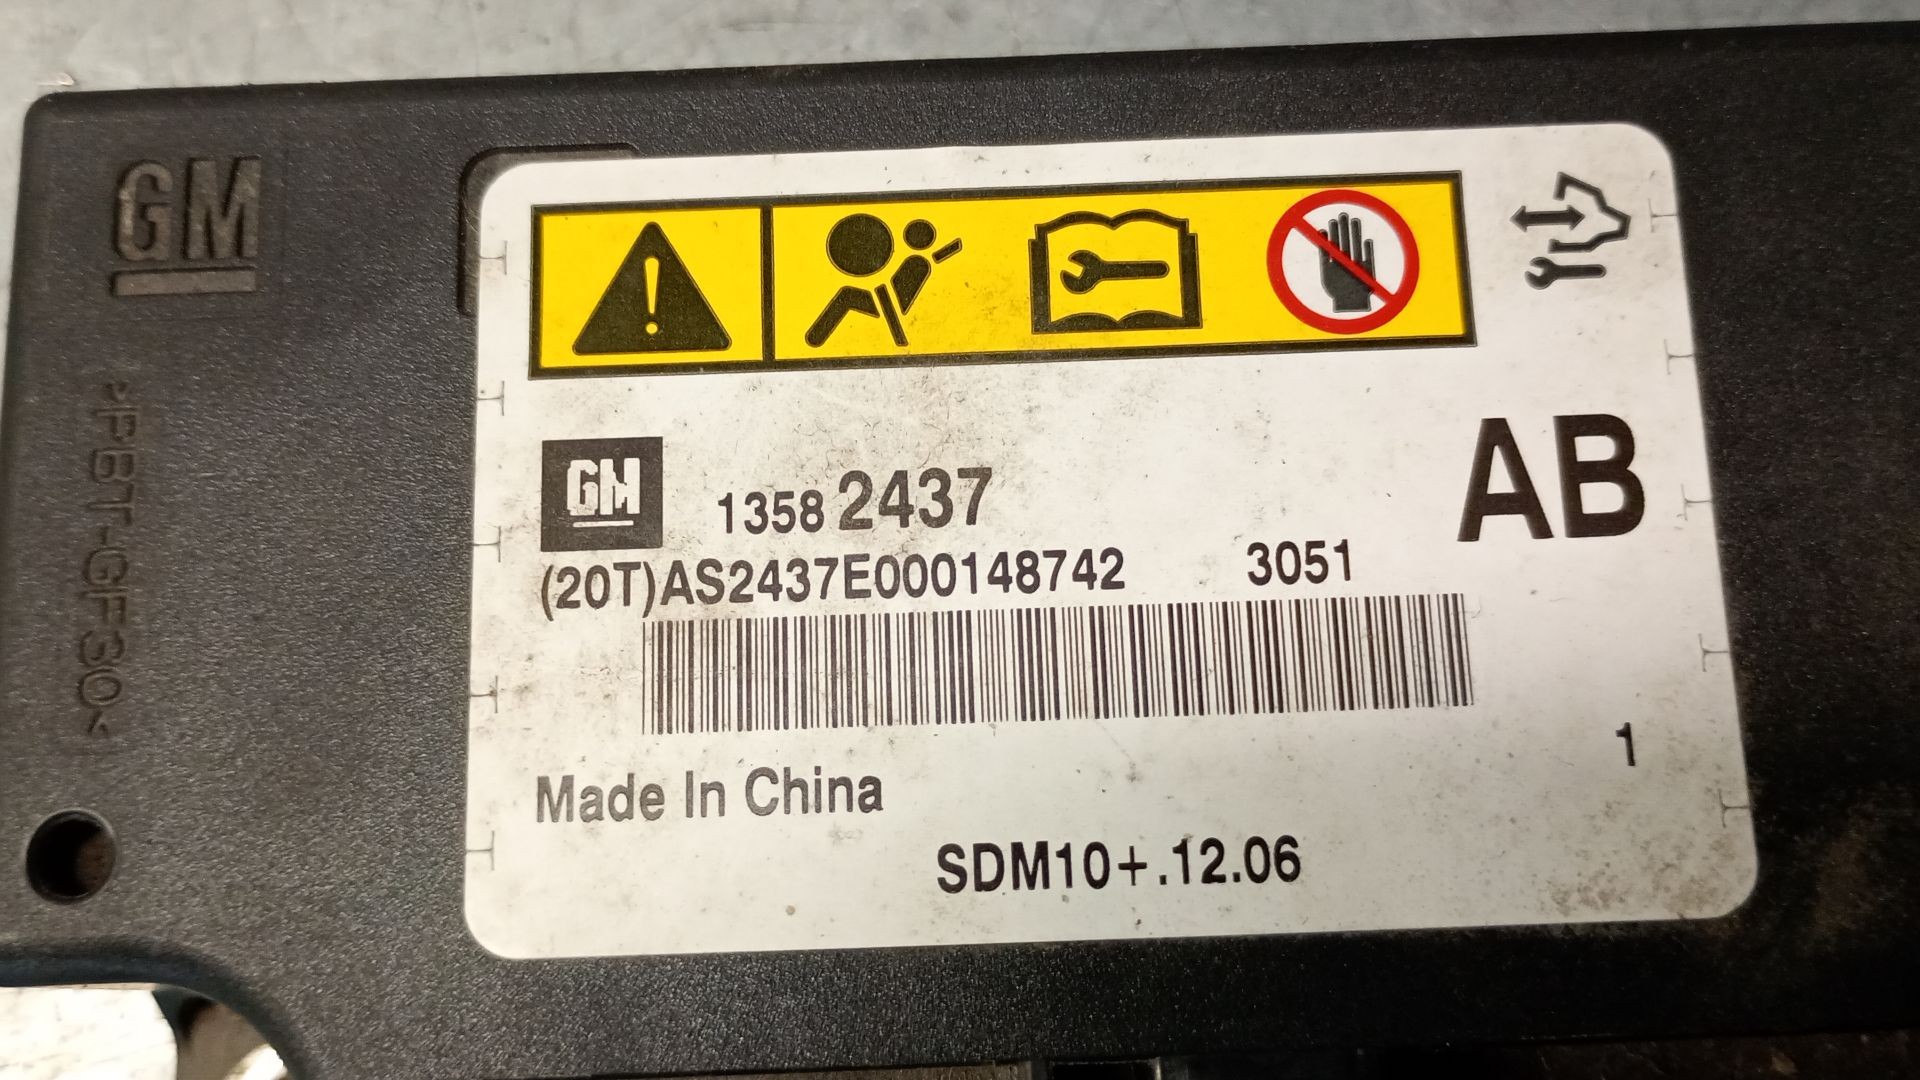 GM
>PBT-GF30<
GM
1358 2437
AB
(20T)AS2437E000148742 3051
1
Made In China
SDM10+.12.06